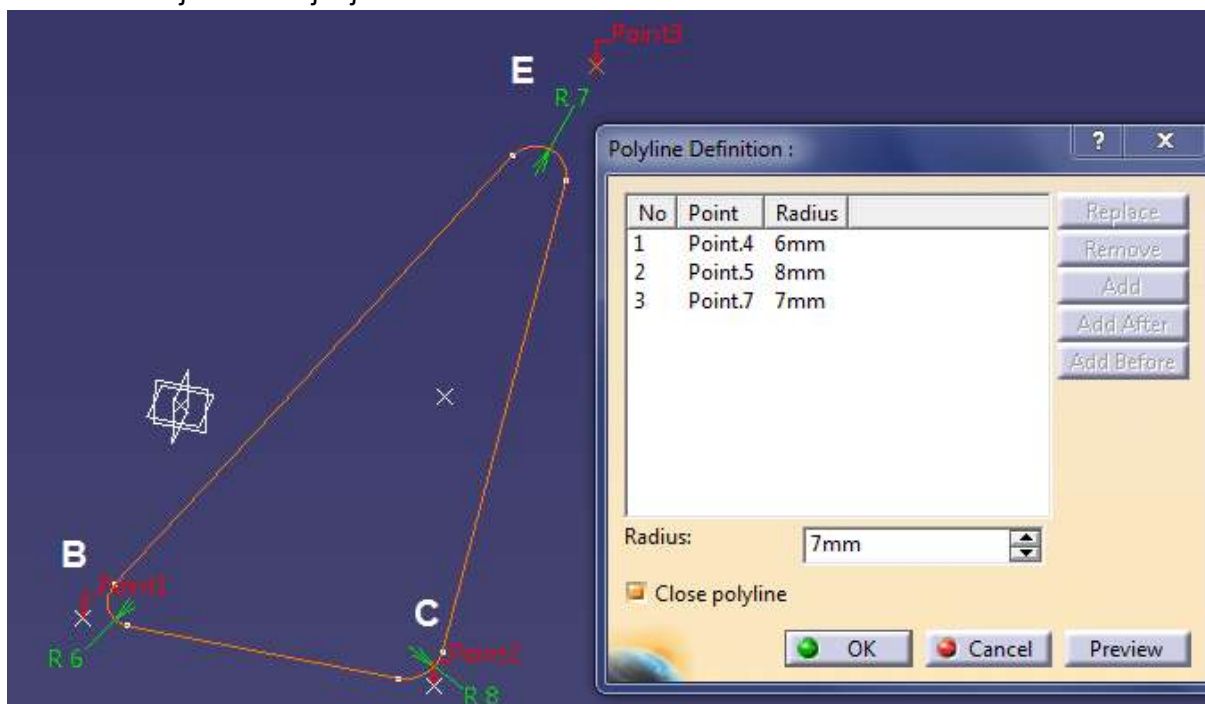 Point3
E
R 7
B
Point1
R 6
C
Point2
R 8
Polyline Definition :
? X
No Point Radius
1 Point.4 6mm
2 Point.5 8mm
3 Point.7 7mm
Replace
Remove
Add
Add After
Add Before
Radius: 7mm
Close polyline
OK Cancel Preview